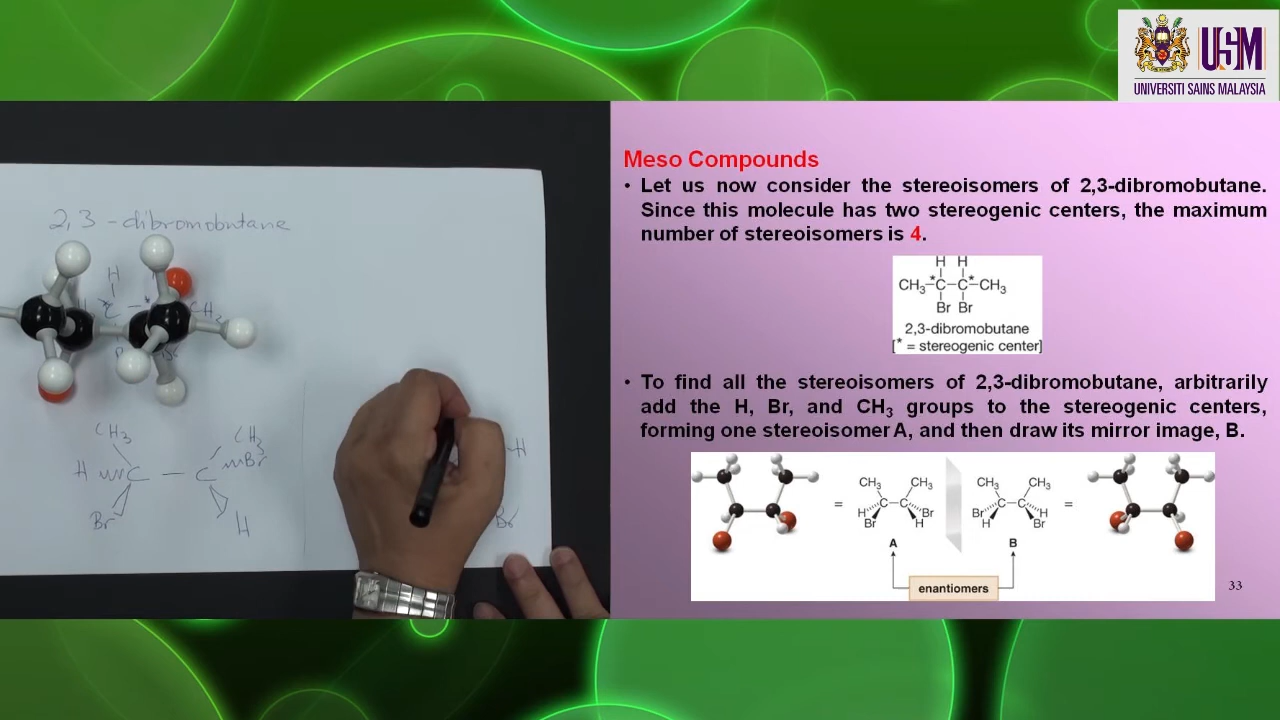 USM
UNIVERSITI SAINS MALAYSIA
2,3 - dibromobutane
H
CH3
CH3
H C — C Br
Br
H
H
Br
Meso Compounds
• Let us now consider the stereoisomers of 2,3-dibromobutane.
Since this molecule has two stereogenic centers, the maximum
number of stereoisomers is 4.
H H
CH3–*C–C*–CH3
Br Br
2,3-dibromobutane
[* = stereogenic center]
• To find all the stereoisomers of 2,3-dibromobutane, arbitrarily
add the H, Br, and CH3 groups to the stereogenic centers,
forming one stereoisomer A, and then draw its mirror image, B.
CH3 CH3 CH3 CH3
= H C–C Br Br C–C H =
Br H H Br
A B
enantiomers
33